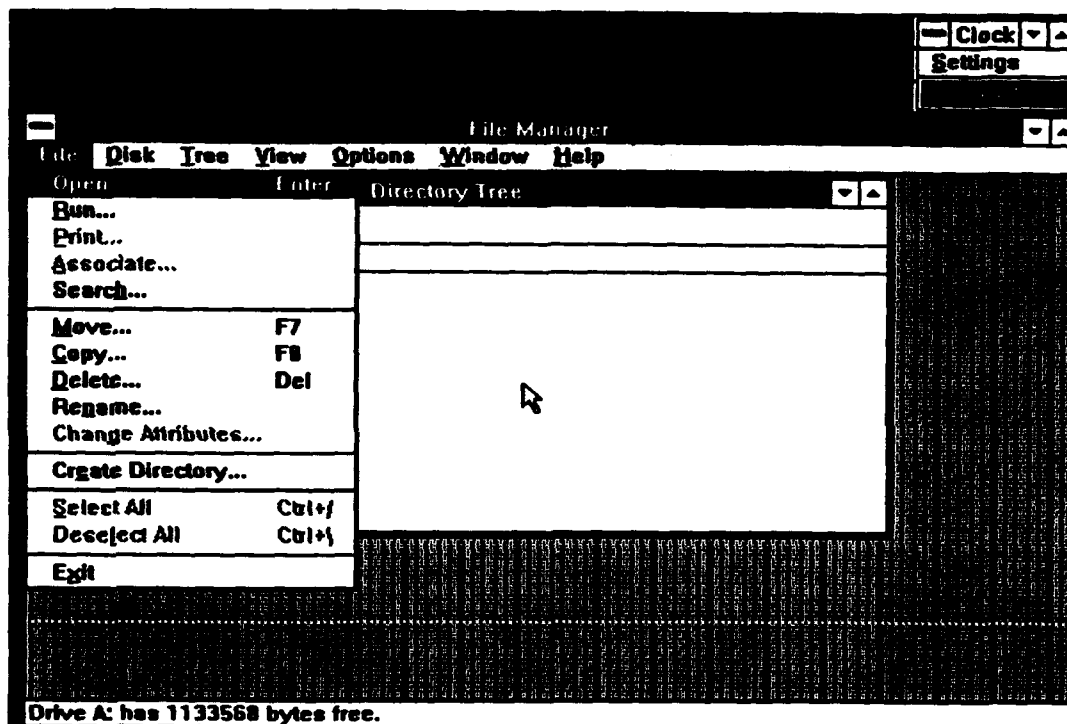 Clock
Settings
File Manager
File Disk Tree View Options Window Help
Directory Tree
Open Enter
Run...
Print...
Associate...
Search...
Move... F7
Copy... F8
Delete... Del
Rename...
Change Attributes...
Create Directory...
Select All Ctrl+/
Deselect All Ctrl+\
Exit
Drive A: has 1133568 bytes free.